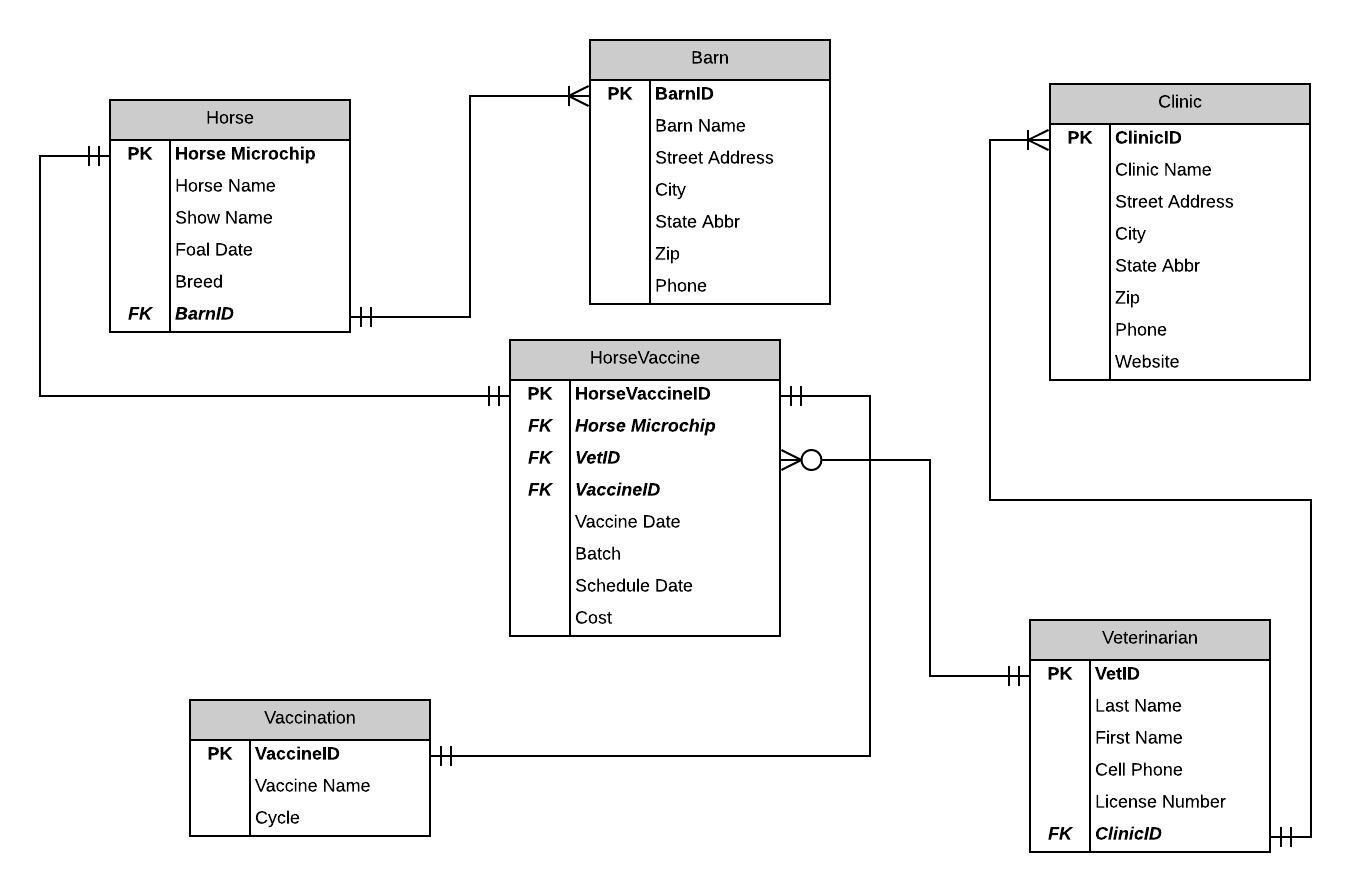 Barn
PK BarnID
Barn Name
Street Address
City
State Abbr
Zip
Phone
Clinic
PK ClinicID
Clinic Name
Street Address
City
State Abbr
Zip
Phone
Website
Horse
PK Horse Microchip
Horse Name
Show Name
Foal Date
Breed
FK BarnID
HorseVaccine
PK HorseVaccineID
FK Horse Microchip
FK VetID
FK VaccineID
Vaccine Date
Batch
Schedule Date
Cost
Veterinarian
PK VetID
Last Name
First Name
Cell Phone
License Number
FK ClinicID
Vaccination
PK VaccineID
Vaccine Name
Cycle